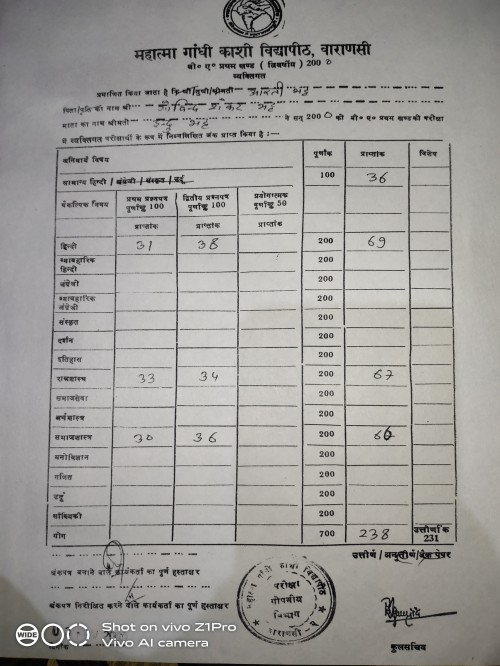 महात्मा गांधी काशी विद्यापीठ, वाराणसी
बी० ए० प्रथम खण्ड ( त्रिवर्षीय ) 2000
व्यक्तिगत
प्रमाणित किया जाता है कि श्री/सुश्री/श्रीमती आरती भट्ट
पिता/पति का नाम श्री गोविन्द शंकर भट्ट
माता का नाम श्रीमती इन्दु भट्ट ने सन् 2000 की बी० ए० प्रथम खण्ड की परीक्षा
में व्यक्तिगत परीक्षार्थी के रूप में निम्नलिखित अंक प्राप्त किया है :—
अनिवार्य विषय पूर्णांक प्राप्तांक विशेष
सामान्य हिन्दी / अंग्रेजी / संस्कृत / उर्दू 100 36
वैकल्पिक विषय प्रथम प्रश्नपत्र पूर्णाङ्क 100 द्वितीय प्रश्नपत्र पूर्णाङ्क 100 प्रयोगात्मक पूर्णाङ्क 50
प्राप्तांक प्राप्तांक प्राप्तांक
हिन्दी 31 38 200 69
व्यावहारिक हिन्दी 200
अंग्रेजी 200
व्यावहारिक अंग्रेजी 200
संस्कृत 200
दर्शन 200
इतिहास 200
राजशास्त्र 33 34 200 67
समाजसेवा 200
अर्थशास्त्र 200
समाजशास्त्र 30 36 200 66
मनोविज्ञान 200
गणित 200
उर्दू 200
सांख्यिकी 200
योग 700 238 उत्तीर्णांक 231
उत्तीर्ण / अनुत्तीर्ण / बैक पेपर
अंकपत्र बनाने वाले कार्यकर्ता का पूर्ण हस्ताक्षर
अंकपत्र निरीक्षित करने वाले कार्यकर्ता का पूर्ण हस्ताक्षर
महात्मा गांधी काशी विद्यापीठ
परीक्षा
गोपनीय
विभाग
वाराणसी-२
कुलसचिव
WIDE
Shot on vivo Z1Pro
Vivo AI camera